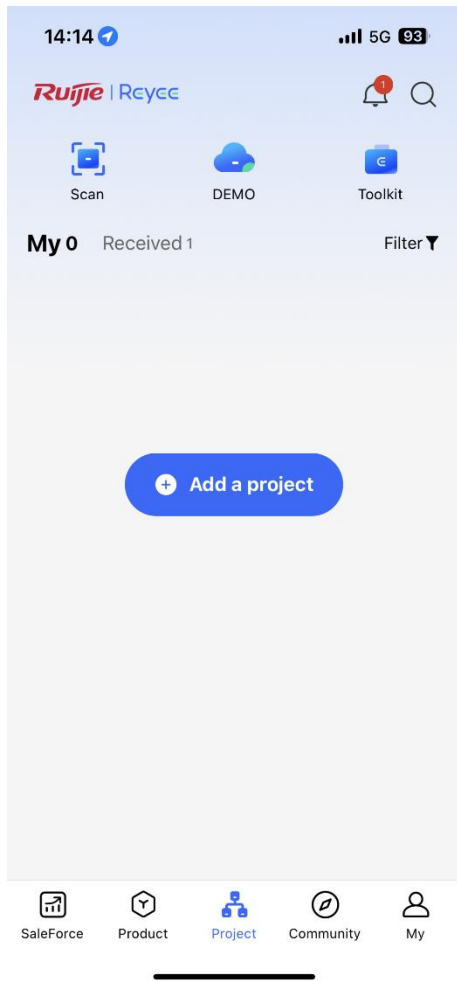 14:14 5G 93
Ruijie | Reyee 1
Scan DEMO Toolkit
My 0 Received 1 Filter
Add a project
SaleForce Product Project Community My